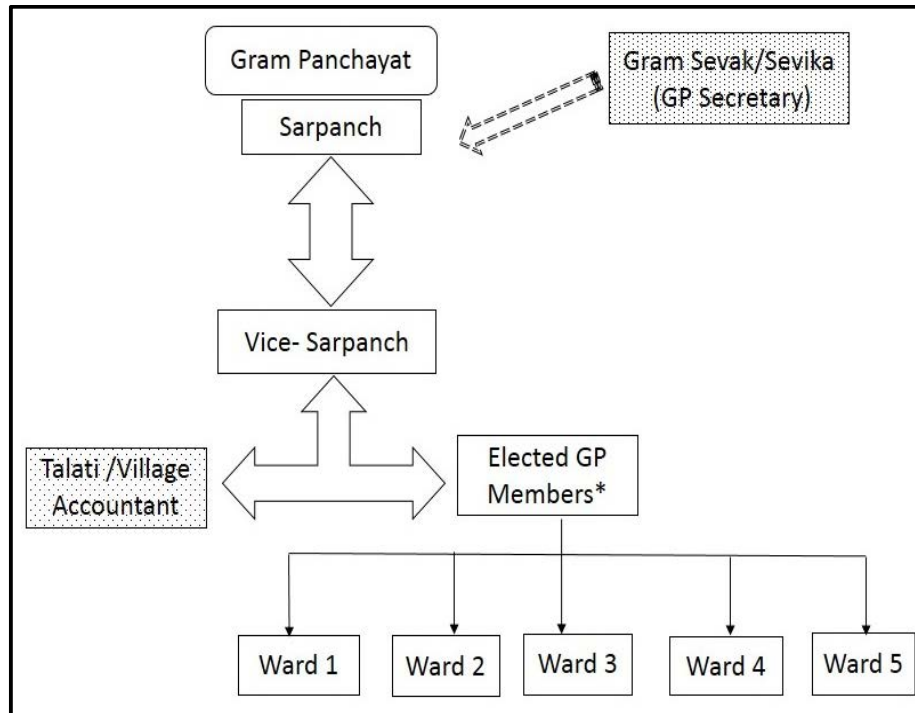 Gram Panchayat
Sarpanch
Gram Sevak/Sevika
(GP Secretary)
Vice- Sarpanch
Talati /Village
Accountant
Elected GP
Members*
Ward 1
Ward 2
Ward 3
Ward 4
Ward 5